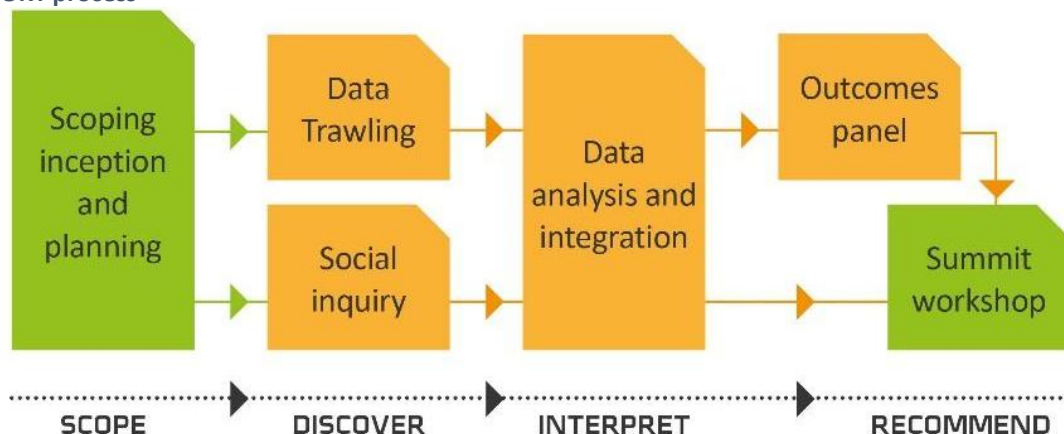 process
Scoping
inception
and
planning
Data
Trawling
Social
inquiry
Data
analysis and
integration
Outcomes
panel
Summit
workshop
SCOPE
DISCOVER
INTERPRET
RECOMMEND